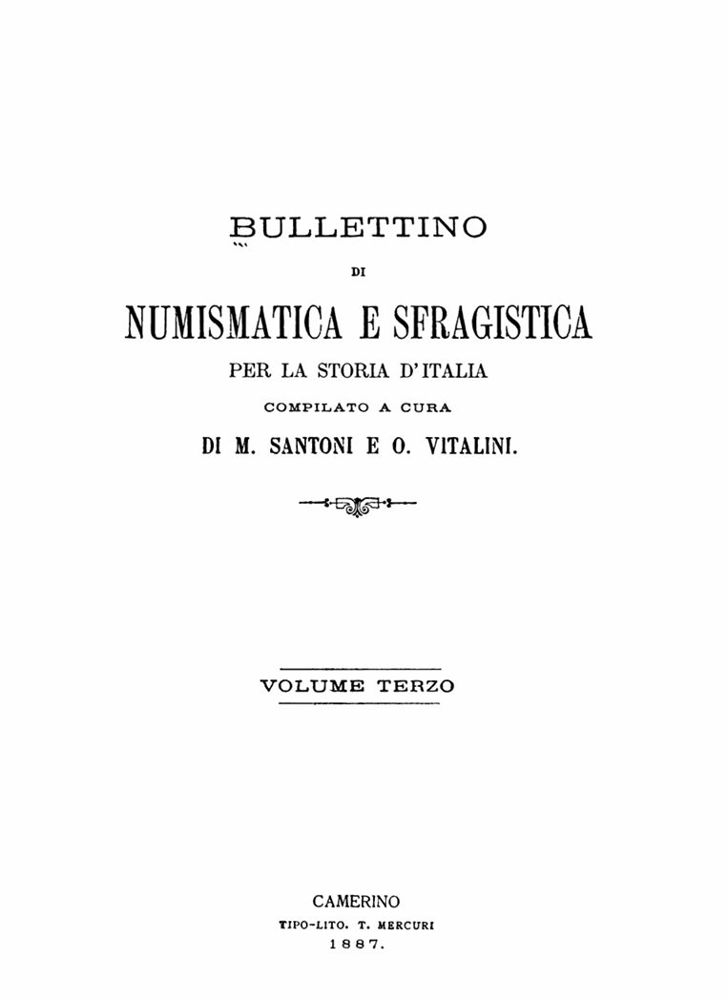 BULLETTINO
DI
NUMISMATICA E SFRAGISTICA
PER LA STORIA D'ITALIA
COMPILATO A CURA
DI M. SANTONI E O. VITALINI.
VOLUME TERZO
CAMERINO
TIPO-LITO. T. MERCURI
1887.